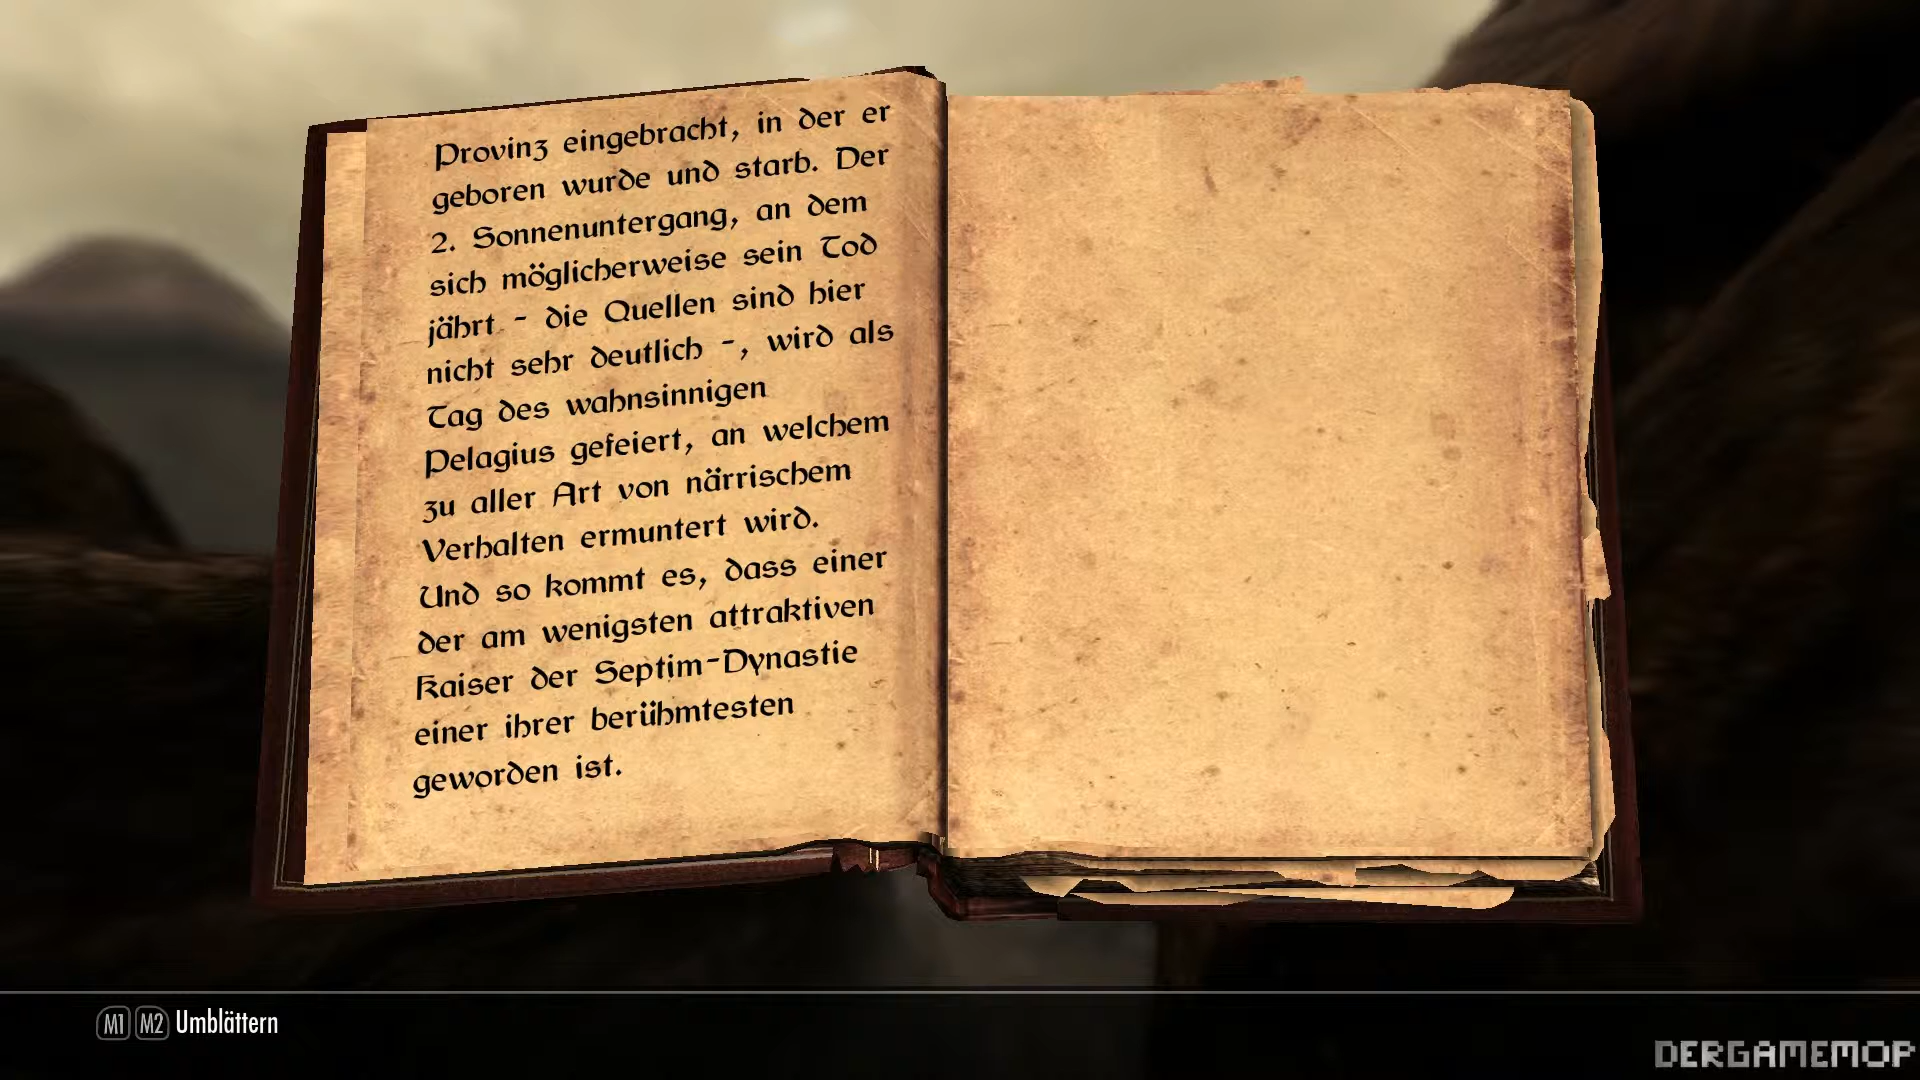 Provinz eingebracht, in der er
geboren wurde und starb. Der
2. Sonnenuntergang, an dem
sich möglicherweise sein Tod
jährt - die Quellen sind hier
nicht sehr deutlich -, wird als
Tag des wahnsinnigen
Pelagius gefeiert, an welchem
zu aller Art von närrischem
Verhalten ermuntert wird.
Und so kommt es, dass einer
der am wenigsten attraktiven
Kaiser der Septim-Dynastie
einer ihrer berühmtesten
geworden ist.
M1 M2 Umblättern
DERGAMEMOP